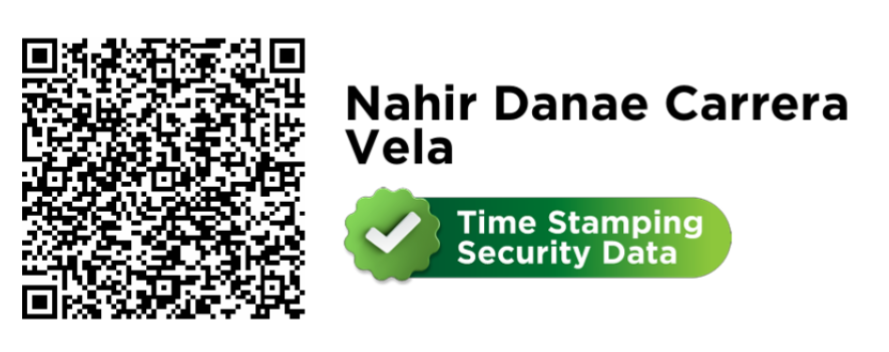 Nahir Danae Carrera
Vela
Time Stamping
Security Data